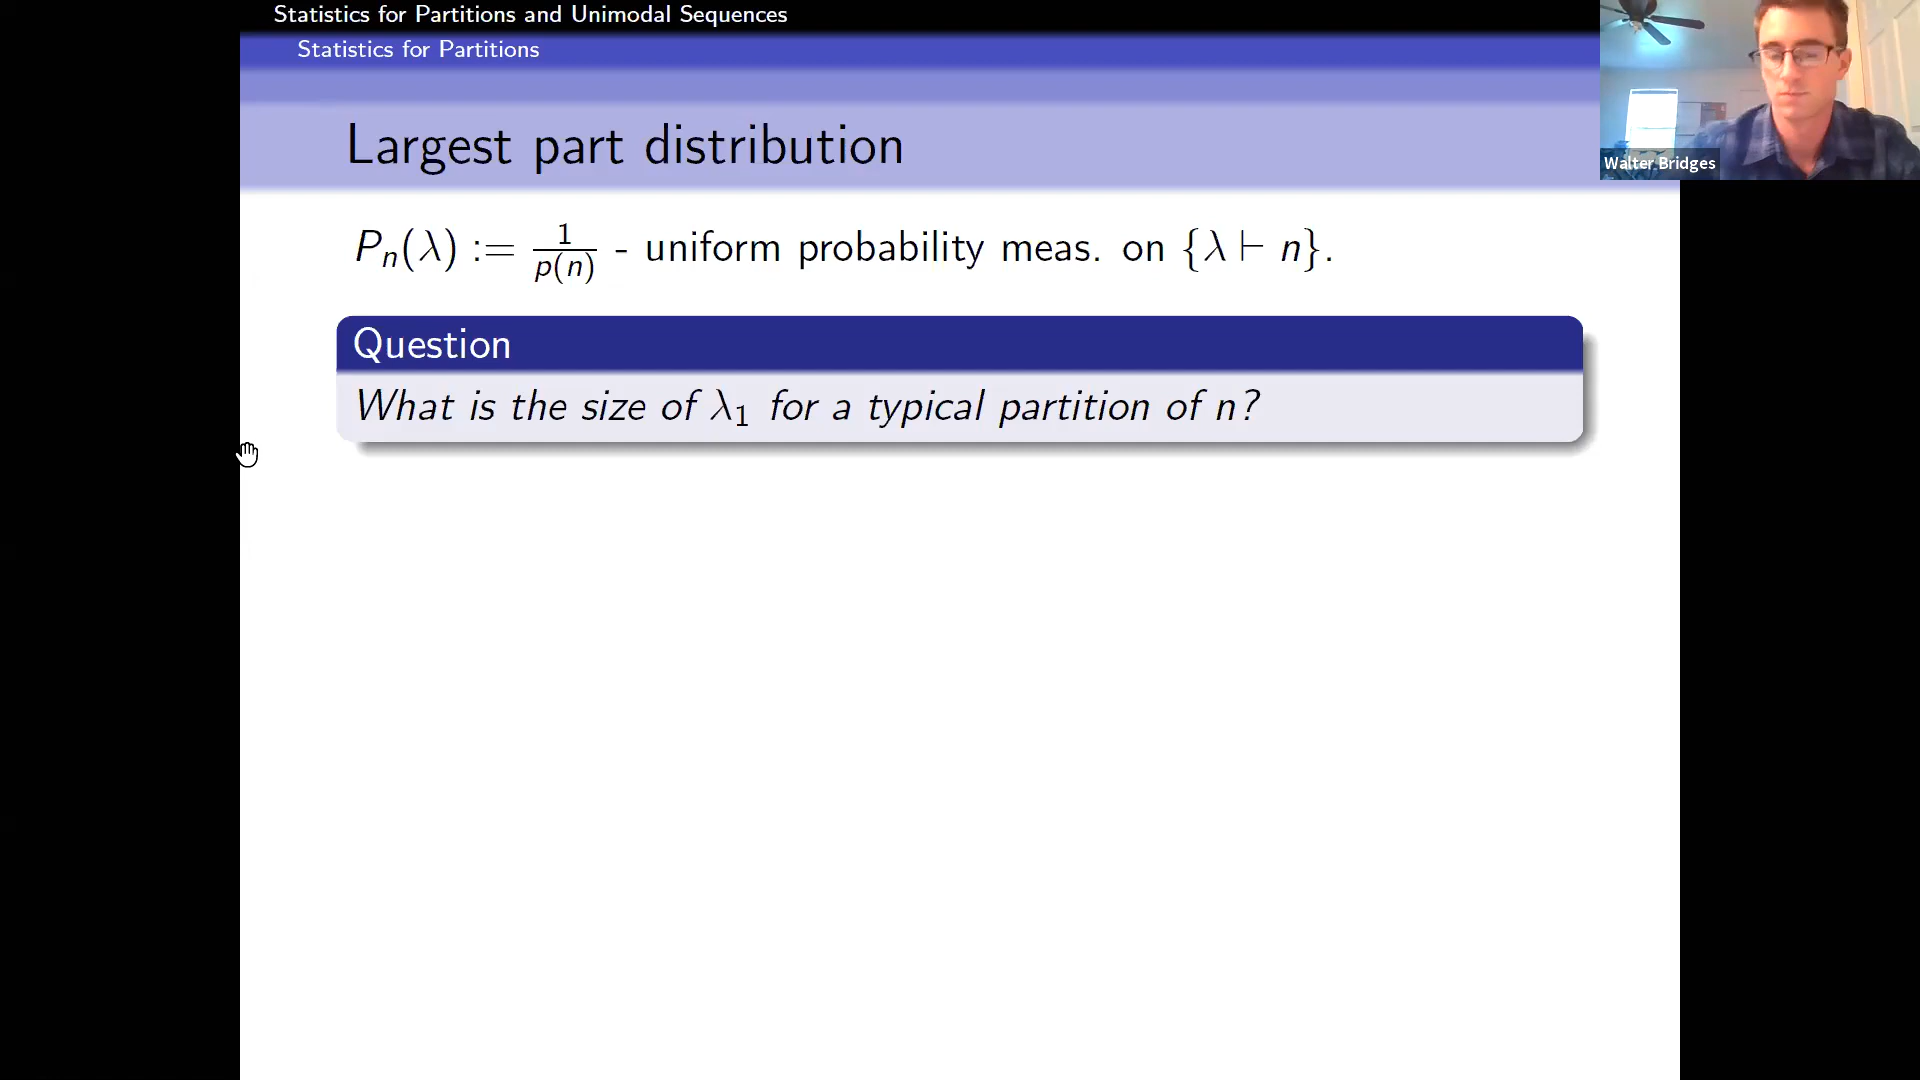 Statistics for Partitions and Unimodal Sequences
Statistics for Partitions
Largest part distribution
Walter Bridges
Pₙ(λ) := 1/p(n) - uniform probability meas. on {λ ⊢ n}.
Question
What is the size of λ₁ for a typical partition of n?